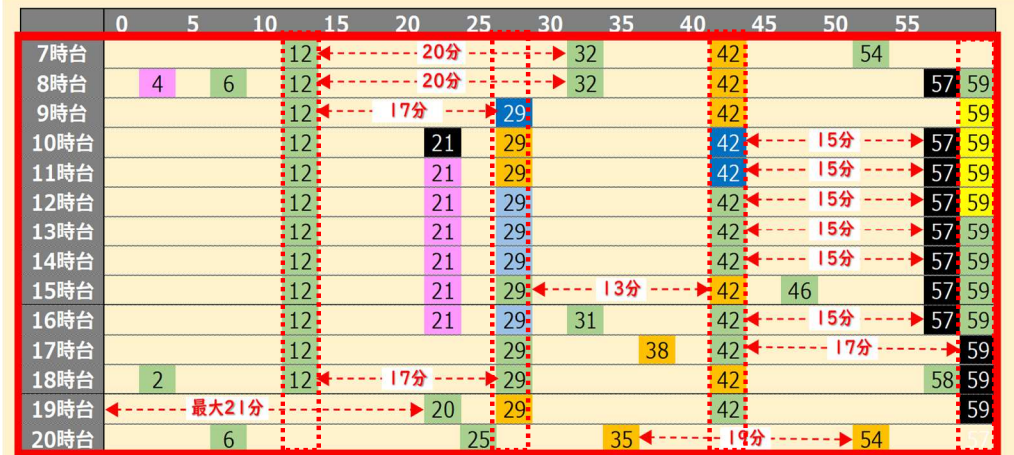 0 5 10 15 20 25 30 35 40 45 50 55
7時台 12 20分 32 42 54
8時台 4 6 12 20分 32 42 57 59
9時台 12 17分 29 42 59
10時台 12 21 29 42 15分 57 59
11時台 12 21 29 42 15分 57 59
12時台 12 21 29 42 15分 57 59
13時台 12 21 29 42 15分 57 59
14時台 12 21 29 42 15分 57 59
15時台 12 21 29 13分 42 46 57 59
16時台 12 21 29 31 42 15分 57 59
17時台 12 29 38 42 17分 59
18時台 2 12 17分 29 42 58 59
19時台 最大21分 20 29 42 59
20時台 6 25 35 19分 54 57